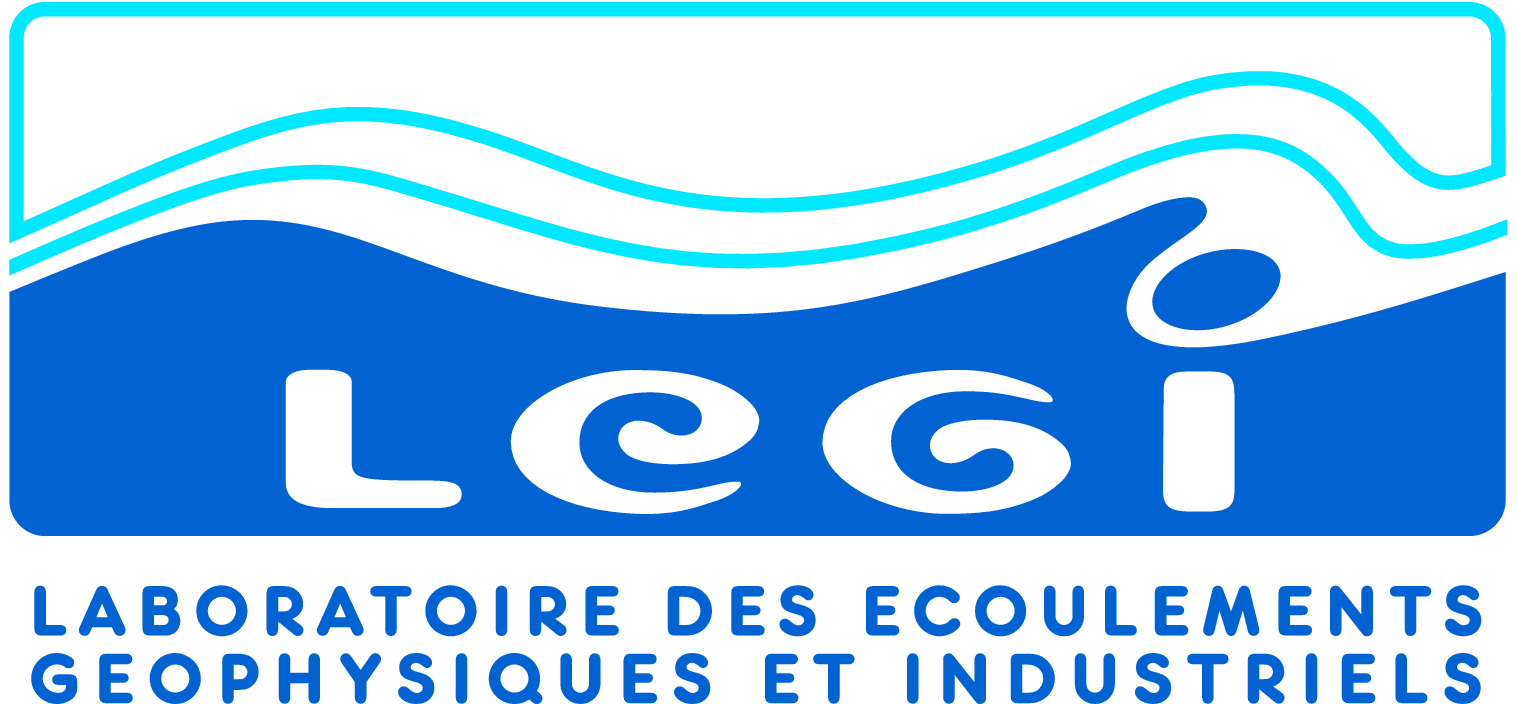 LeGi
LABORATOIRE DES ECOULEMENTS
GEOPHYSIQUES ET INDUSTRIELS